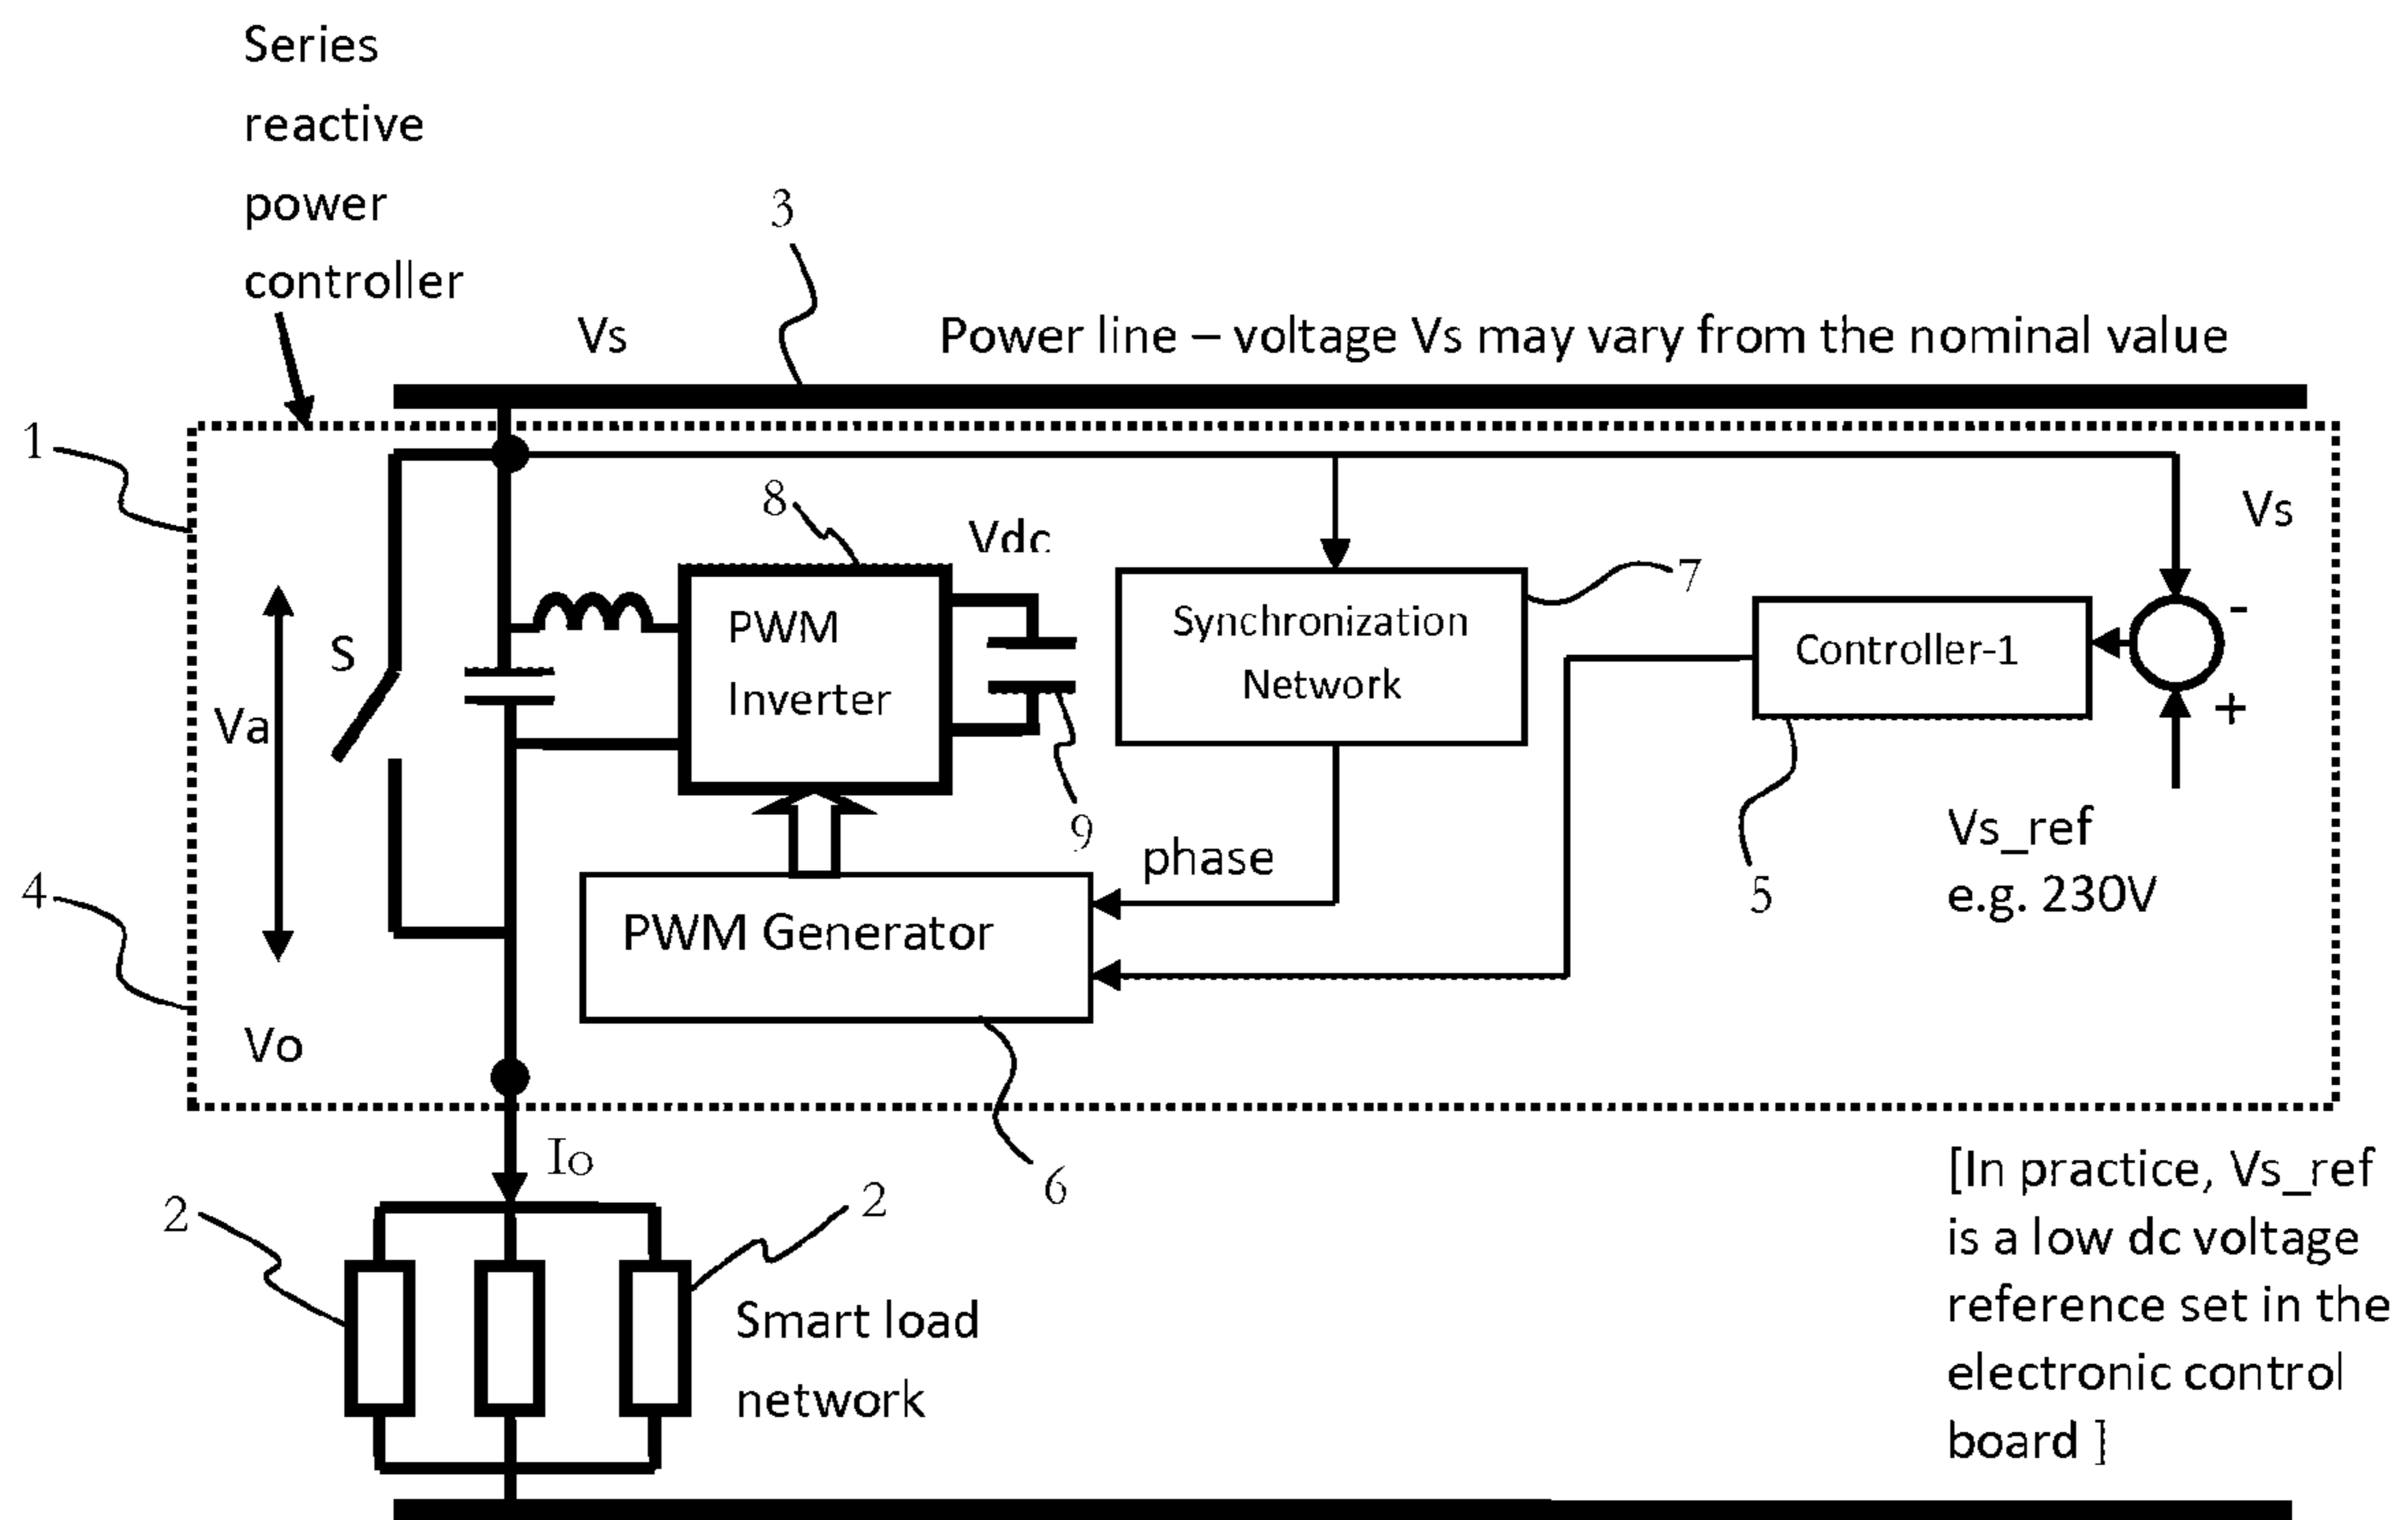 Series
reactive
power
controller
3
Vs
Power line – voltage Vs may vary from the nominal value
1
8
Vdc
Vs
7
PWM
Inverter
Synchronization
Network
Controller-1
-
+
S
Va
9
phase
Vs_ref
e.g. 230V
5
4
PWM Generator
Vo
6
Io
2
2
Smart load
network
[In practice, Vs_ref
is a low dc voltage
reference set in the
electronic control
board ]